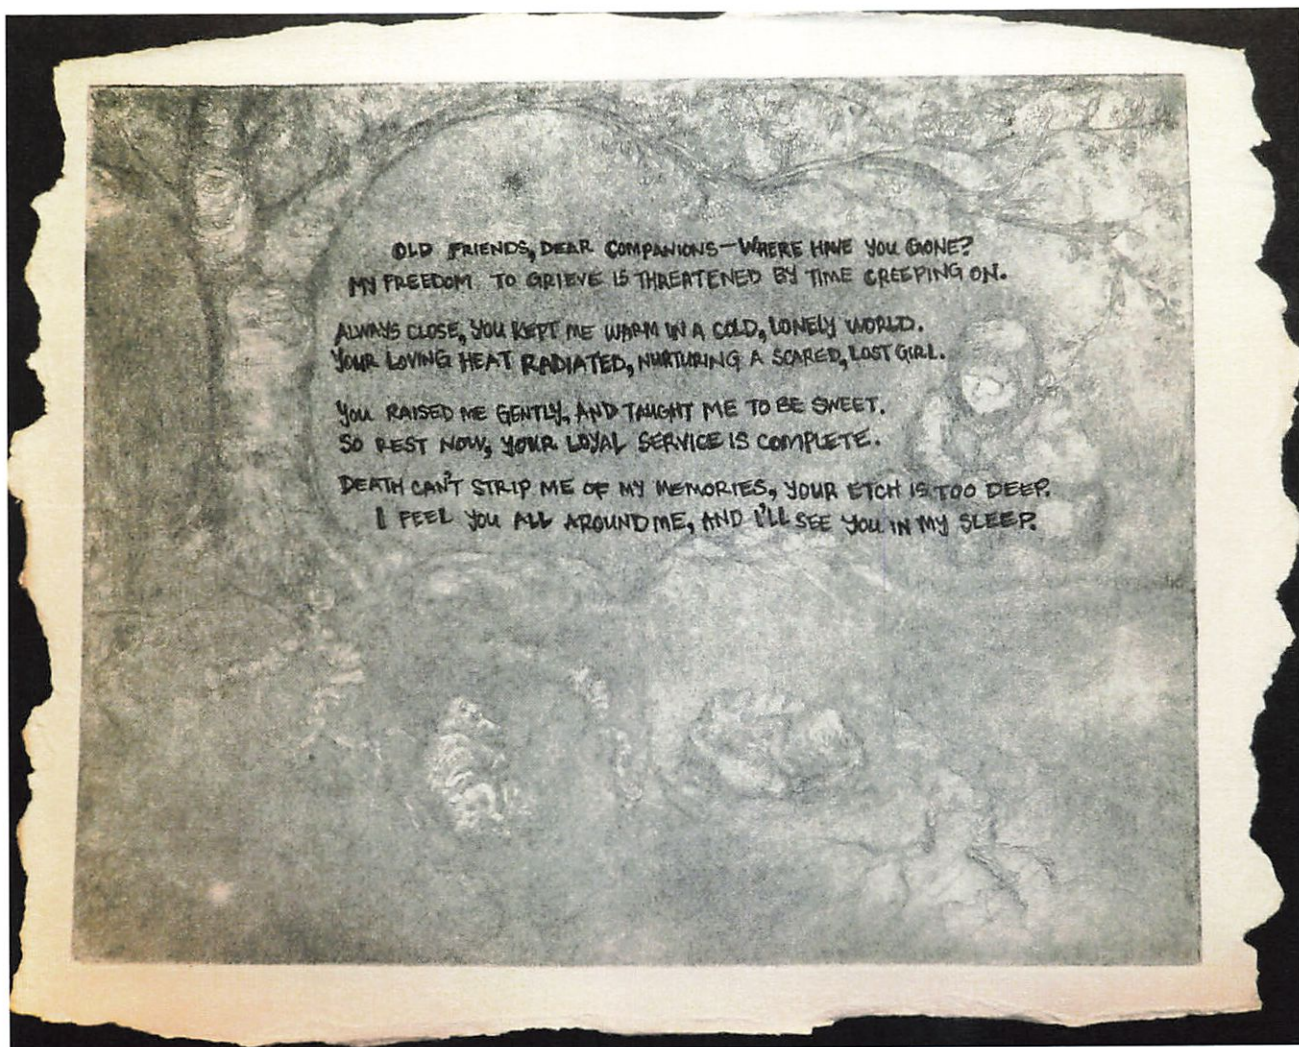 OLD FRIENDS, DEAR COMPANIONS—WHERE HAVE YOU GONE?
MY FREEDOM TO GRIEVE IS THREATENED BY TIME CREEPING ON.
ALWAYS CLOSE, YOU KEPT ME WARM IN A COLD, LONELY WORLD.
YOUR LOVING HEAT RADIATED, NURTURING A SCARED, LOST GIRL.
YOU RAISED ME GENTLY, AND TAUGHT ME TO BE SWEET.
SO REST NOW, YOUR LOYAL SERVICE IS COMPLETE.
DEATH CAN'T STRIP ME OF MY MEMORIES, YOUR ETCH IS TOO DEEP.
I FEEL YOU ALL AROUND ME, AND I'LL SEE YOU IN MY SLEEP.